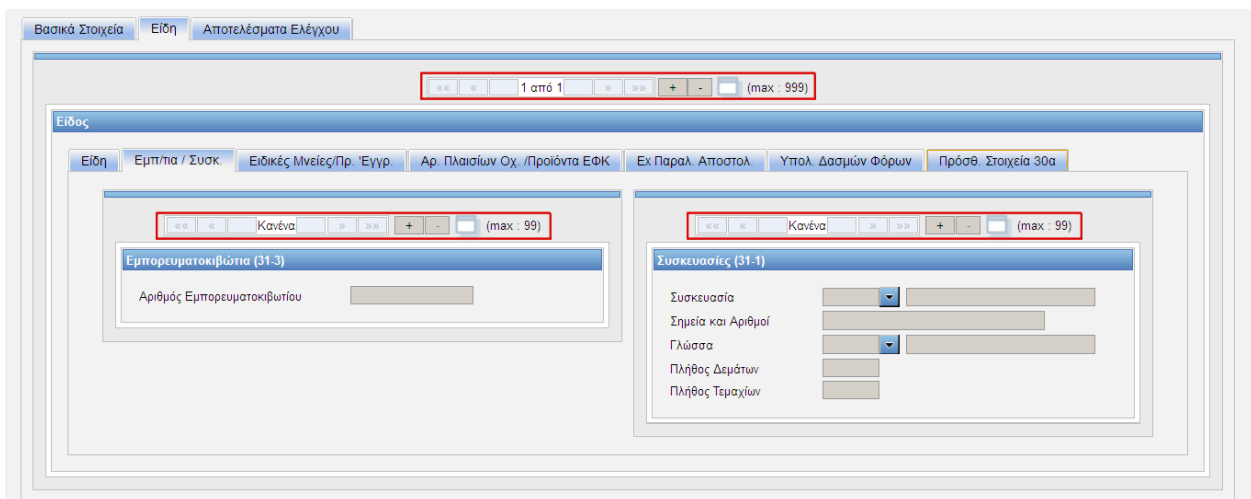 Βασικά Στοιχεία Είδη Αποτελέσματα Ελέγχου
«« « 1 από 1 » »» + - (max : 999)
Είδος
Είδη Εμπ/τια / Συσκ. Ειδικές Μνείες/Πρ. Έγγρ. Αρ. Πλαισίων Οχ. /Προϊόντα ΕΦΚ Εx Παραλ. Αποστολ. Υπολ. Δασμών Φόρων Πρόσθ. Στοιχεία 30α
«« « Κανένα » »» + - (max : 99) «« « Κανένα » »» + - (max : 99)
Εμπορευματοκιβώτια (31-3) Συσκευασίες (31-1)
Αριθμός Εμπορευματοκιβωτίου Συσκευασία
Σημεία και Αριθμοί
Γλώσσα
Πλήθος Δεμάτων
Πλήθος Τεμαχίων